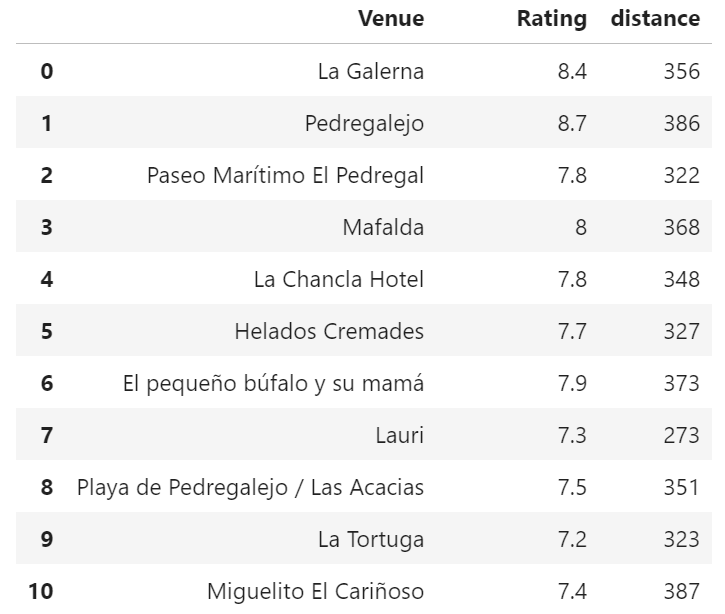 Venue Rating distance
0 La Galerna 8.4 356
1 Pedregalejo 8.7 386
2 Paseo Marítimo El Pedregal 7.8 322
3 Mafalda 8 368
4 La Chancla Hotel 7.8 348
5 Helados Cremades 7.7 327
6 El pequeño búfalo y su mamá 7.9 373
7 Lauri 7.3 273
8 Playa de Pedregalejo / Las Acacias 7.5 351
9 La Tortuga 7.2 323
10 Miguelito El Cariñoso 7.4 387